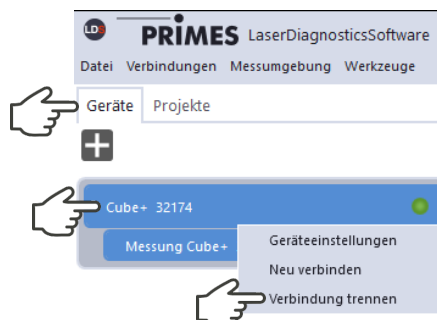 LDS PRIMES LaserDiagnosticsSoftware
Datei Verbindungen Messumgebung Werkzeuge
Geräte Projekte
Cube+ 32174
Messung Cube+
Geräteeinstellungen
Neu verbinden
Verbindung trennen